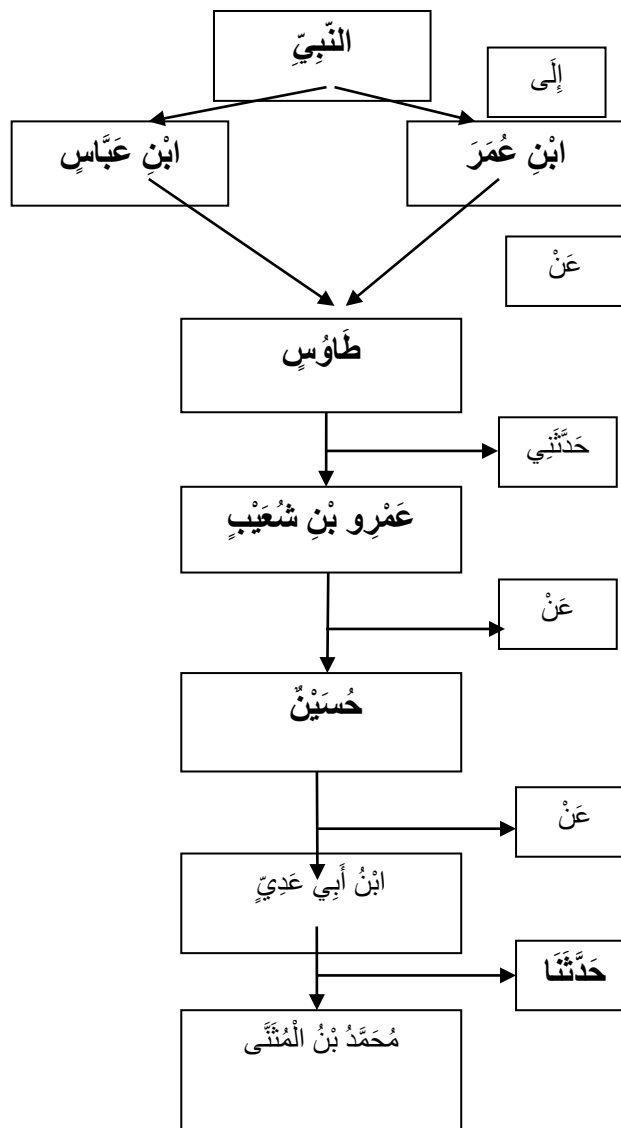 النّبِيِّ
إِلَى
ابْنِ عُمَرَ
ابْنِ عَبَّاسٍ
عَنْ
طَاوُسٍ
حَدَّثَنِي
عَمْرِو بْنِ شُعَيْبٍ
عَنْ
حُسَيْنٌ
عَنْ
ابْنُ أَبِي عَدِيٍّ
حَدَّثَنَا
مُحَمَّدُ بْنُ الْمُثَنَّى